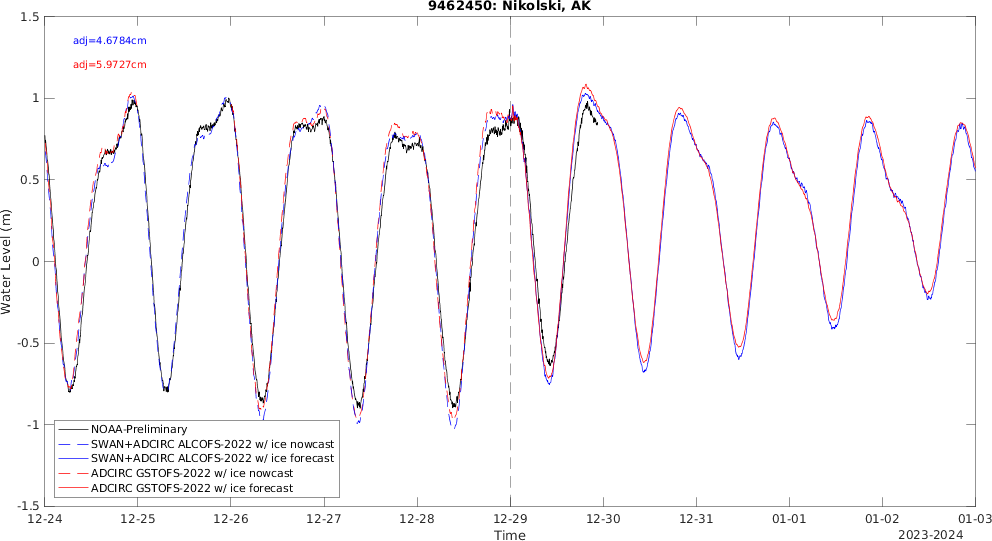 9462450: Nikolski, AK
adj=4.6784cm
adj=5.9727cm
Water Level (m)
1.5
1
0.5
0
-0.5
-1
-1.5
NOAA-Preliminary
SWAN+ADCIRC ALCOFS-2022 w/ ice nowcast
SWAN+ADCIRC ALCOFS-2022 w/ ice forecast
ADCIRC GSTOFS-2022 w/ ice nowcast
ADCIRC GSTOFS-2022 w/ ice forecast
12-24 12-25 12-26 12-27 12-28 12-29 12-30 12-31 01-01 01-02 01-03
Time
2023-2024